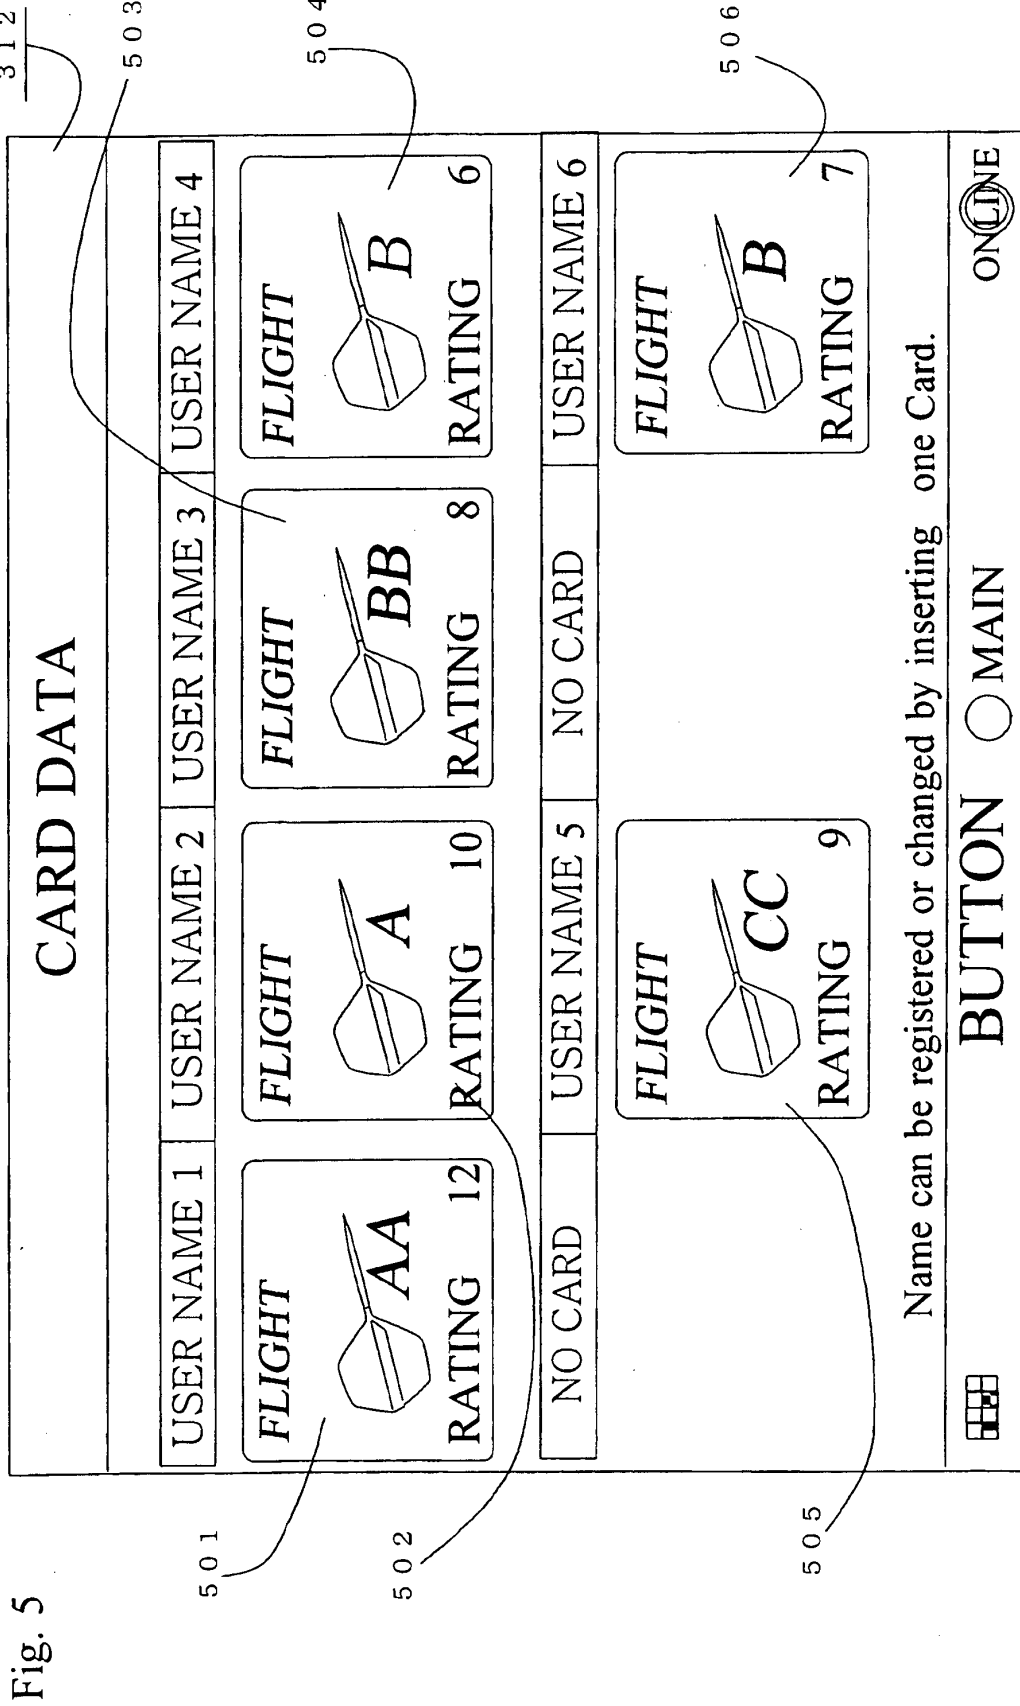 Fig. 5
312
CARD DATA
503
504
506
USER NAME 1
USER NAME 2
USER NAME 3
USER NAME 4
FLIGHT
AA
RATING 12
FLIGHT
A
RATING 10
FLIGHT
BB
RATING 8
FLIGHT
B
RATING 6
501
502
505
NO CARD
USER NAME 5
NO CARD
USER NAME 6
FLIGHT
CC
RATING 9
FLIGHT
B
RATING 7
Name can be registered or changed by inserting one Card.
BUTTON MAIN ONLINE